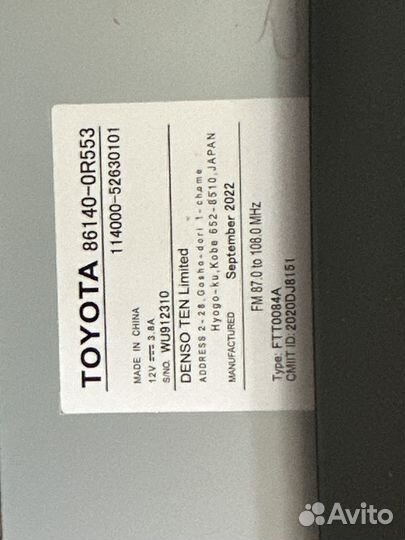 TOYOTA 86140-0R553
114000-52630101
MADE IN CHINA
12V 3.8A
S/NO. WU912310
DENSO TEN Limited
ADDRESS 2-28, Gosho-dori 1-chome
Hyogo-ku, Kobe 652-8510, JAPAN
MANUFACTURED September 2022
FM 87.0 to 108.0 MHz
Type: FTT0084A
CMIIT ID: 2020DJ8151
Avito